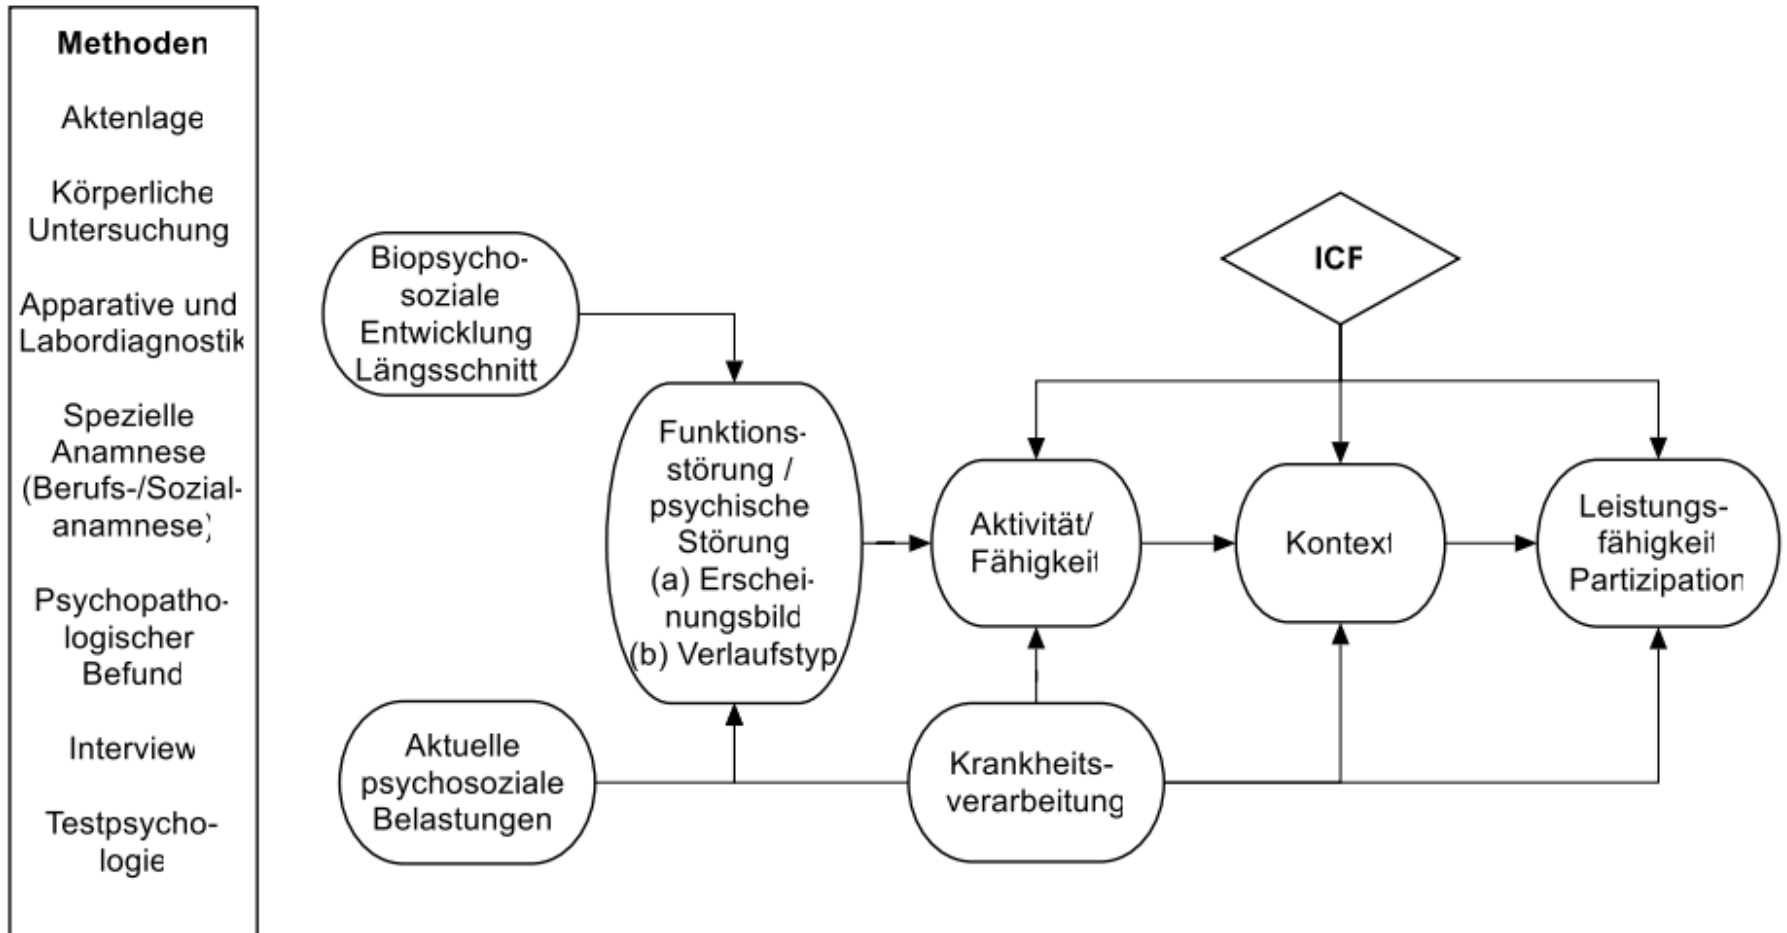 Methoden
Aktenlage
Körperliche
Untersuchung
Apparative und
Labordiagnostik
Spezielle
Anamnese
(Berufs-/Sozial-
anamnese)
Psychopatho-
logischer
Befund
Interview
Testpsycho-
logie
Biopsycho-
soziale
Entwicklung
Längsschnitt
Funktions-
störung /
psychische
Störung
(a) Erschei-
nungsbild
(b) Verlaufstyp
Aktuelle
psychosoziale
Belastungen
Krankheits-
verarbeitung
ICF
Aktivität/
Fähigkeit
Kontext
Leistungs-
fähigkeit
Partizipation